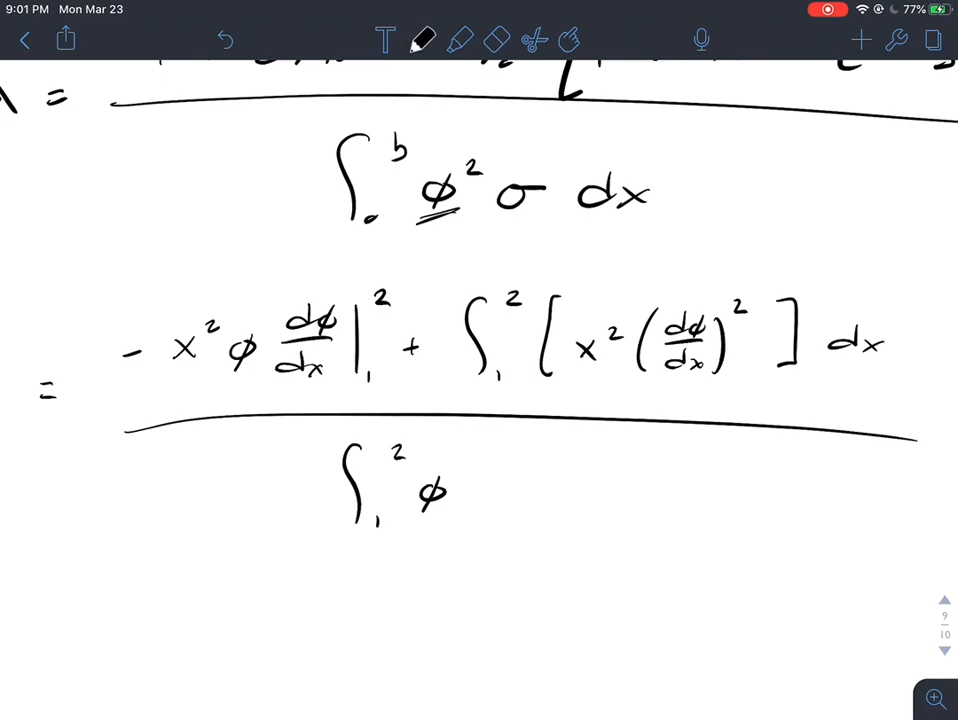 9:01 PM Mon Mar 23
77%
T
λ =
∫ₐᵇ φ² σ dx
= − x² φ dφ/dx |₁² + ∫₁² [ x² (dφ/dx)² ] dx
∫₁² φ
9
10